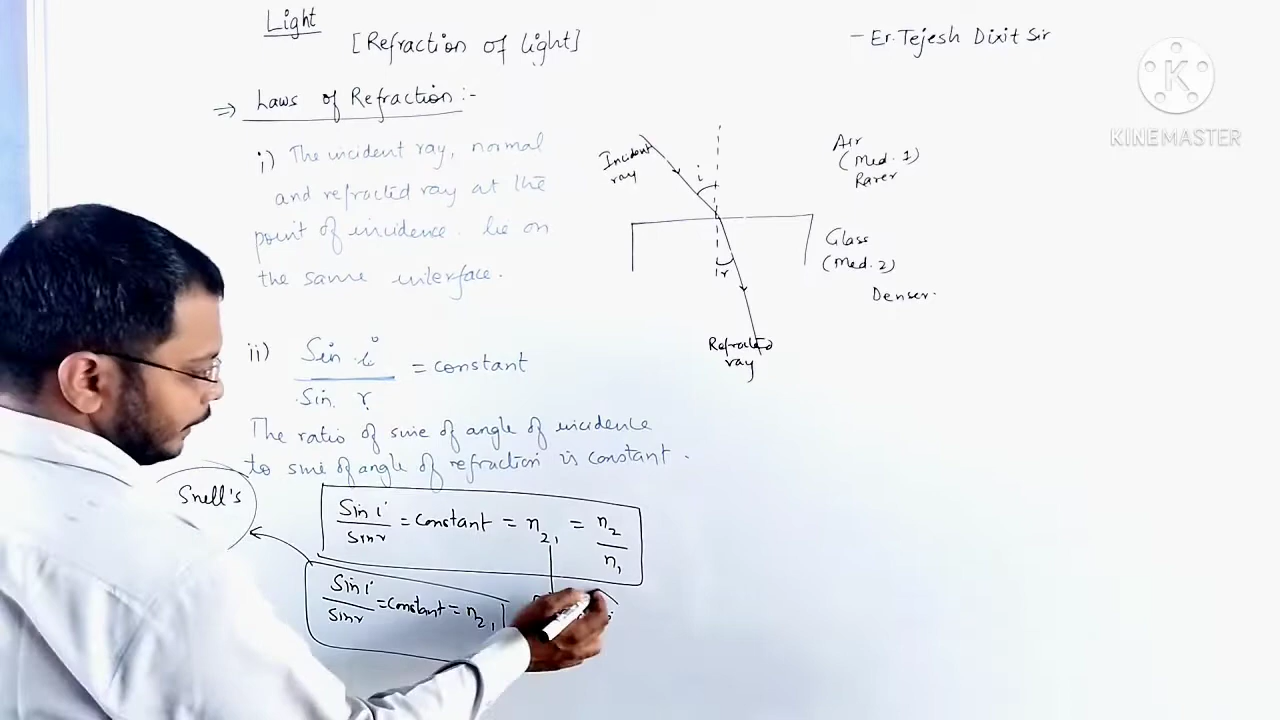 Light
[Refraction of light]
- Er. Tejesh Dixit Sir
K
KINEMASTER
⇒ Laws of Refraction :-
i) The incident ray, normal
and refracted ray at the
point of incidence. lie on
the same interface.
Incident
ray
i
r
Refracted
ray
Air
(Med. 1)
Rarer
Glass
(Med. 2)
Denser.
ii) Sin i / Sin r = constant
The ratio of sine of angle of incidence
to sine of angle of refraction is constant.
Snell's
Sin i / Sin r = Constant = n₂₁ = n₂ / n₁
Sin i / Sin r = Constant = n₂₁